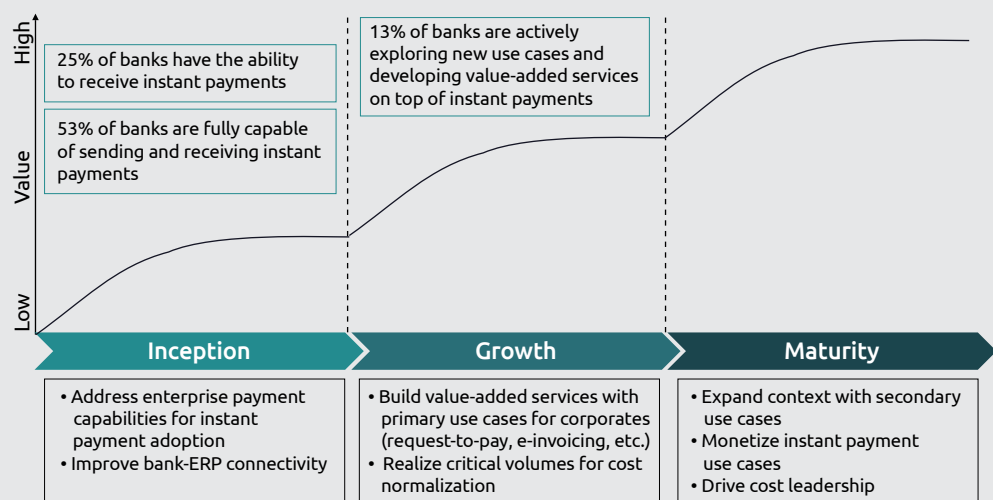 High
Value
Low
25% of banks have the ability
to receive instant payments
53% of banks are fully capable
of sending and receiving instant
payments
13% of banks are actively
exploring new use cases and
developing value-added services
on top of instant payments
Inception
Growth
Maturity
• Address enterprise payment
capabilities for instant
payment adoption
• Improve bank-ERP connectivity
• Build value-added services with
primary use cases for corporates
(request-to-pay, e-invoicing, etc.)
• Realize critical volumes for cost
normalization
• Expand context with secondary
use cases
• Monetize instant payment
use cases
• Drive cost leadership